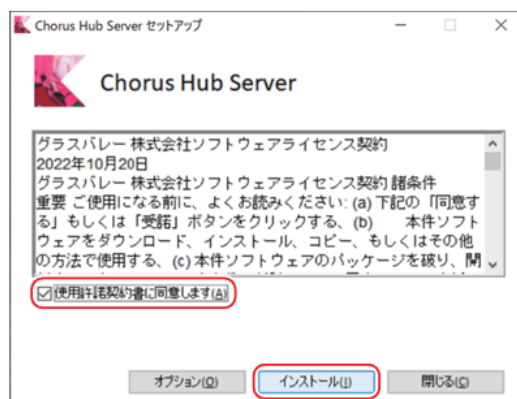 Chorus Hub Server セットアップ
Chorus Hub Server
グラスバレー 株式会社ソフトウェアライセンス契約
2022年10月20日
グラスバレー 株式会社ソフトウェアライセンス契約 諸条件
重要 ご使用になる前に、よくお読みください: (a) 下記の 「同意す
る」もしくは「受諾」ボタンをクリックする、(b) 本件ソフト
ウェアをダウンロード、インストール、コピー、もしくはその他
の方法で使用する、(c) 本件ソフトウェアのパッケージを破り、開
使用許諾契約書に同意します(A)
オプション(O) インストール(I) 閉じる(C)